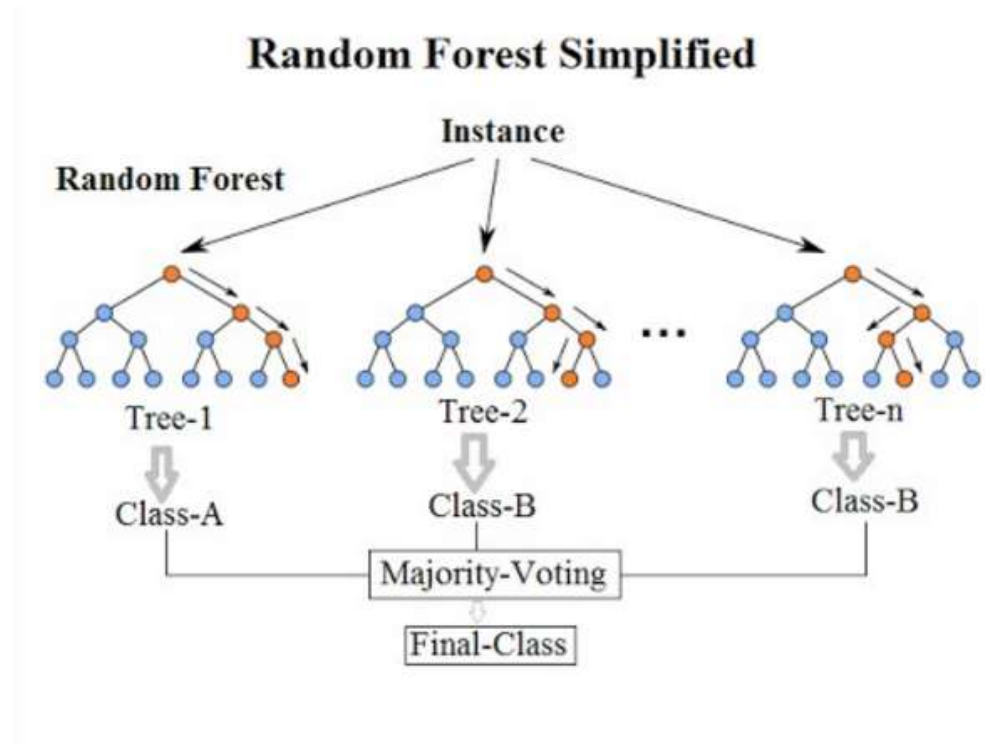 Random Forest Simplified
Instance
Random Forest
...
Tree-1
Tree-2
Tree-n
Class-A
Class-B
Class-B
Majority-Voting
Final-Class